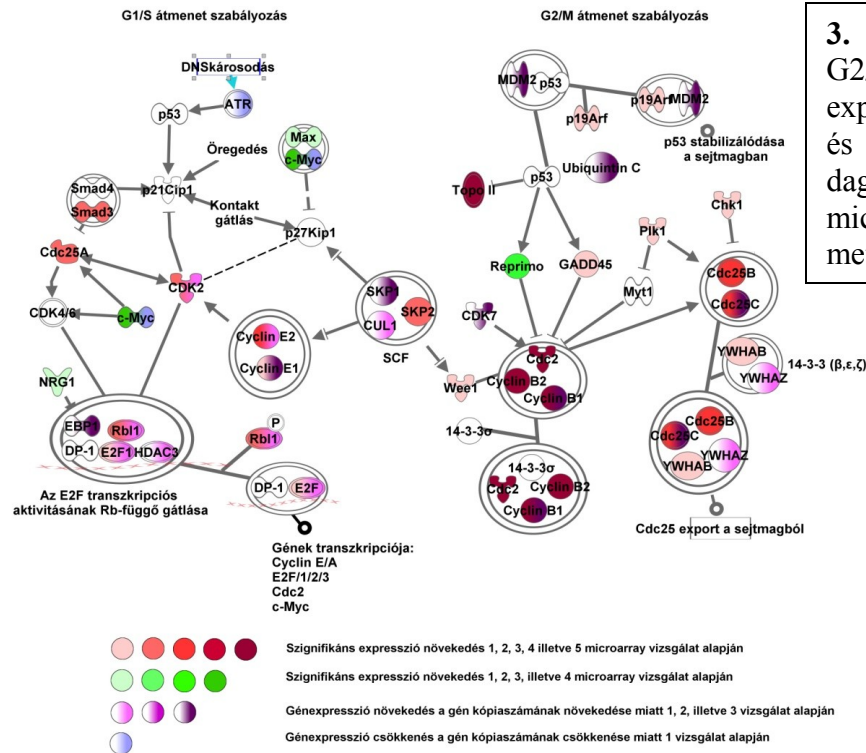 G1/S átmenet szabályozás
DNSkárosodás
p53
ATR
Max
c-Myc
Öregedés
p21Cip1
Smad4
Smad3
Kontakt
gátlás
p27Kip1
Cdc25A
CDK2
CDK4/6
c-Myc
SKP1
SKP2
CUL1
SCF
Cyclin E2
Cyclin E1
NRG1
EBP1
Rbl1
DP-1
E2F1
HDAC3
P
Rbl1
DP-1
E2F
Az E2F transzkripciós
aktivitásának Rb-függő gátlása
Gének transzkripciója:
Cyclin E/A
E2F/1/2/3
Cdc2
c-Myc
G2/M átmenet szabályozás
MDM2
p53
p19Arf
p19Arf
MDM2
p53 stabilizálódása
a sejtmagban
Ubiquintin C
Topo II
p53
Chk1
Plk1
Reprimo
GADD45
Myt1
Cdc25B
Cdc25C
CDK7
Cdc2
Cyclin B2
Cyclin B1
Wee1
YWHAB
YWHAZ
14-3-3 (β,ε,ζ)
14-3-3σ
14-3-3σ
Cdc2
Cyclin B2
Cyclin B1
Cdc25B
Cdc25C
YWHAZ
YWHAB
Cdc25 export a sejtmagból
3.
G2/
exp
és
dag
mic
me
Szignifikáns expresszió növekedés 1, 2, 3, 4 illetve 5 microarray vizsgálat alapján
Szignifikáns expresszió növekedés 1, 2, 3, illetve 4 microarray vizsgálat alapján
Génexpresszió növekedés a gén kópiaszámának növekedése miatt 1, 2, illetve 3 vizsgálat alapján
Génexpresszió csökkenés a gén kópiaszámának csökkenése miatt 1 vizsgálat alapján